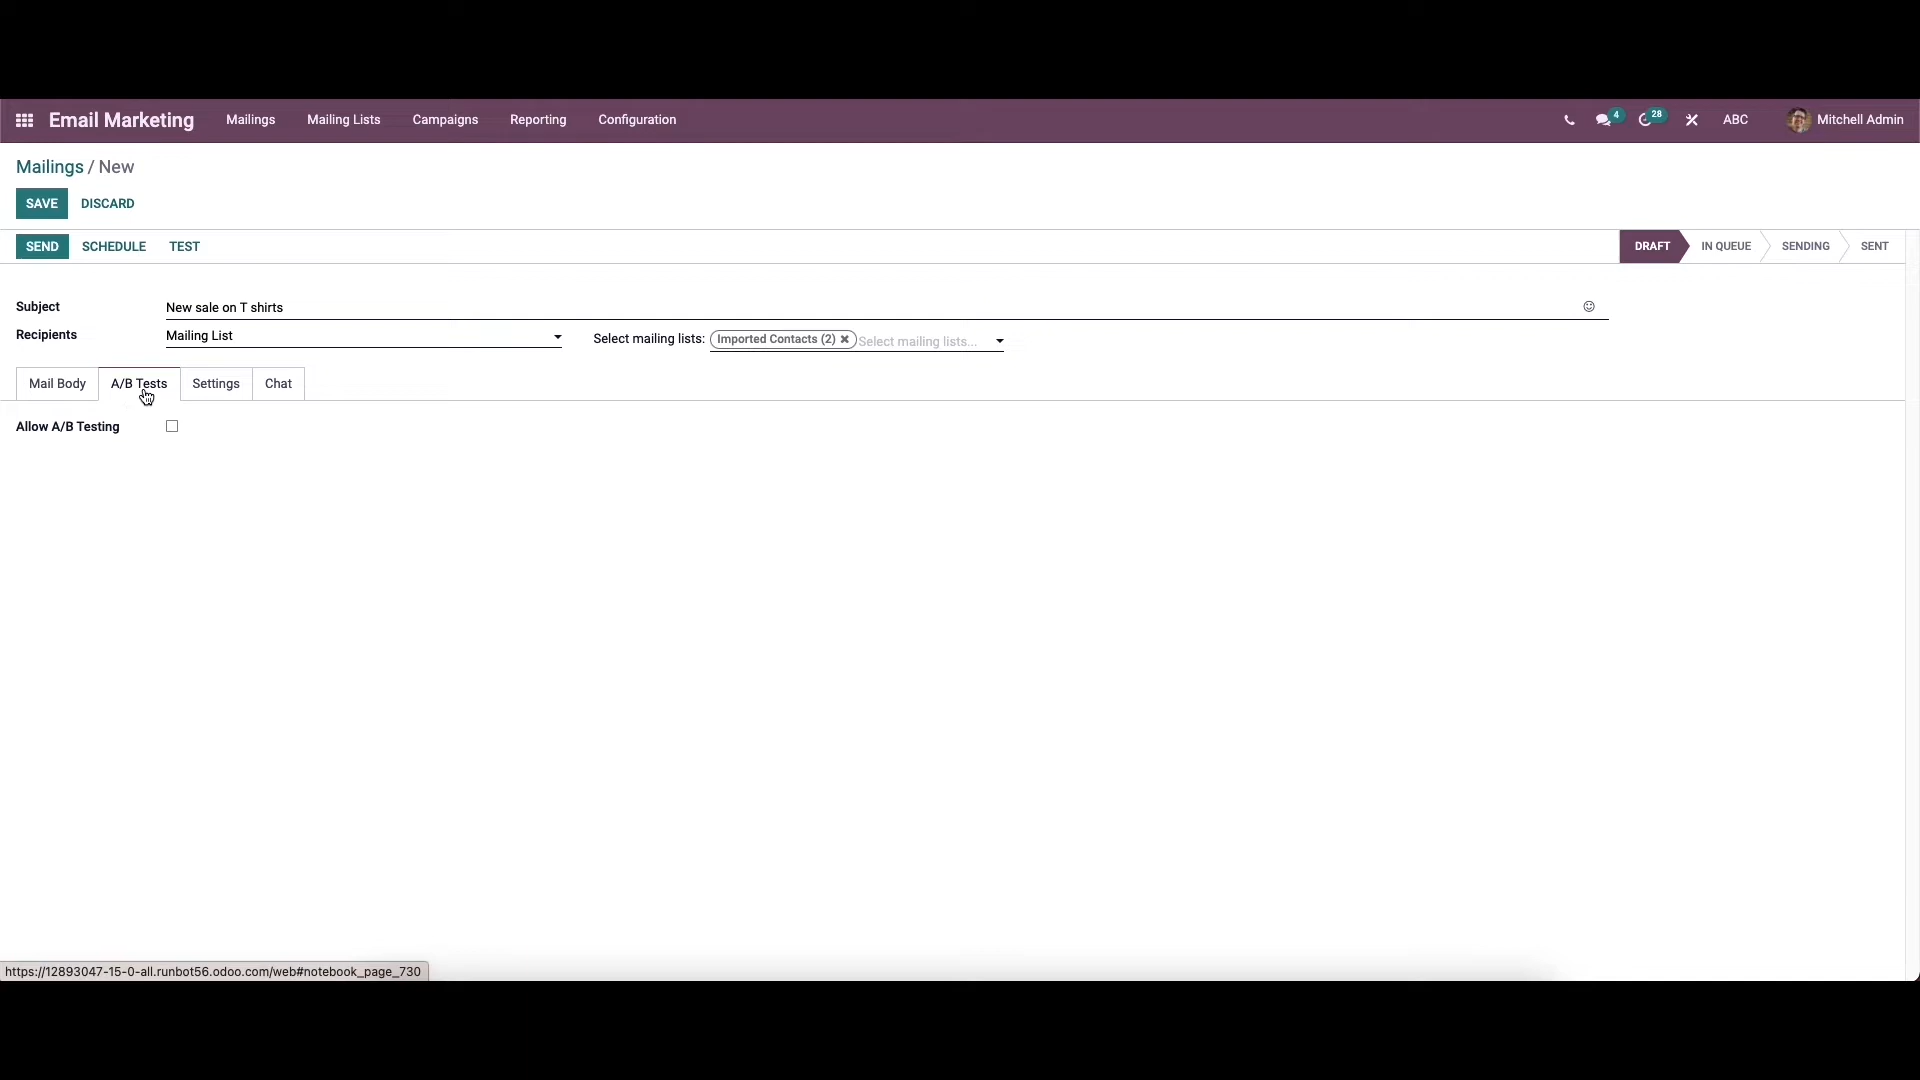 Email Marketing Mailings Mailing Lists Campaigns Reporting Configuration 4 28 ABC Mitchell Admin
Mailings / New
SAVE DISCARD
SEND SCHEDULE TEST DRAFT IN QUEUE SENDING SENT
Subject New sale on T shirts
Recipients Mailing List Select mailing lists: Imported Contacts (2) Select mailing lists...
Mail Body A/B Tests Settings Chat
Allow A/B Testing
https://12893047-15-0-all.runbot56.odoo.com/web#notebook_page_730